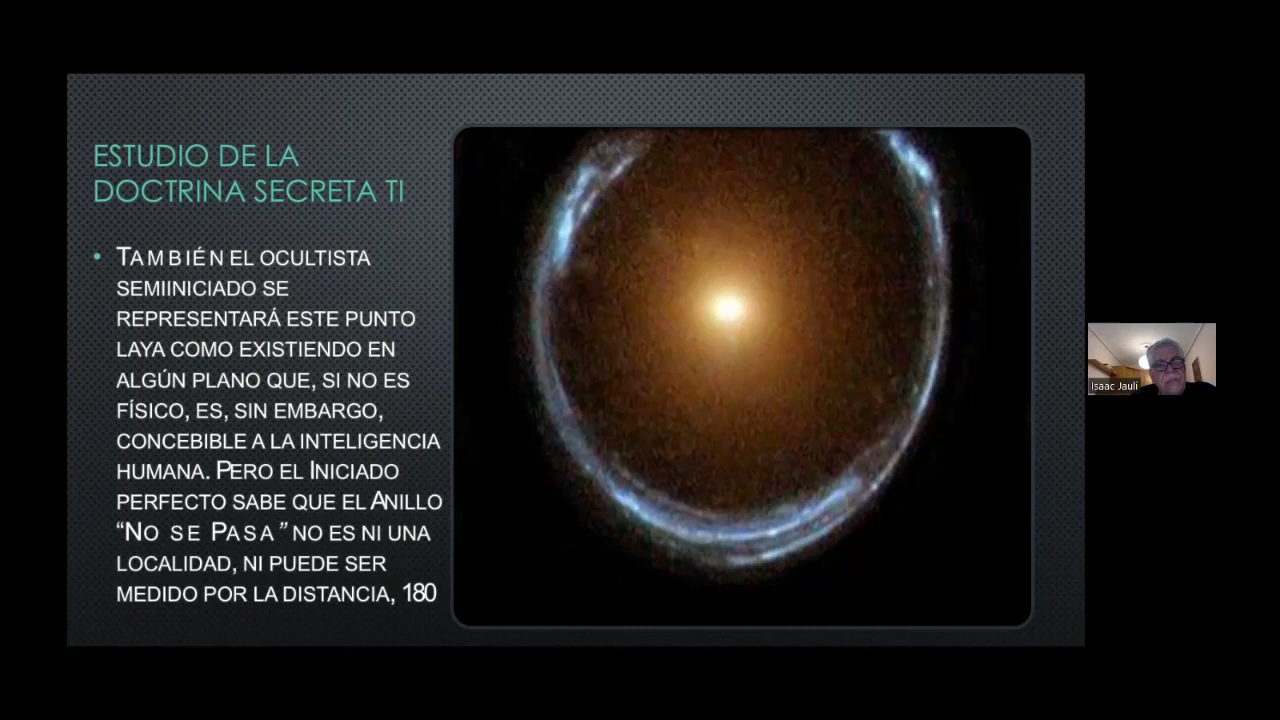 ESTUDIO DE LA
DOCTRINA SECRETA TI
• TAMBIÉN EL OCULTISTA
SEMIINICIADO SE
REPRESENTARÁ ESTE PUNTO
LAYA COMO EXISTIENDO EN
ALGÚN PLANO QUE, SI NO ES
FÍSICO, ES, SIN EMBARGO,
CONCEBIBLE A LA INTELIGENCIA
HUMANA. PERO EL INICIADO
PERFECTO SABE QUE EL ANILLO
“NO SE PASA” NO ES NI UNA
LOCALIDAD, NI PUEDE SER
MEDIDO POR LA DISTANCIA, 180
Isaac Jauli